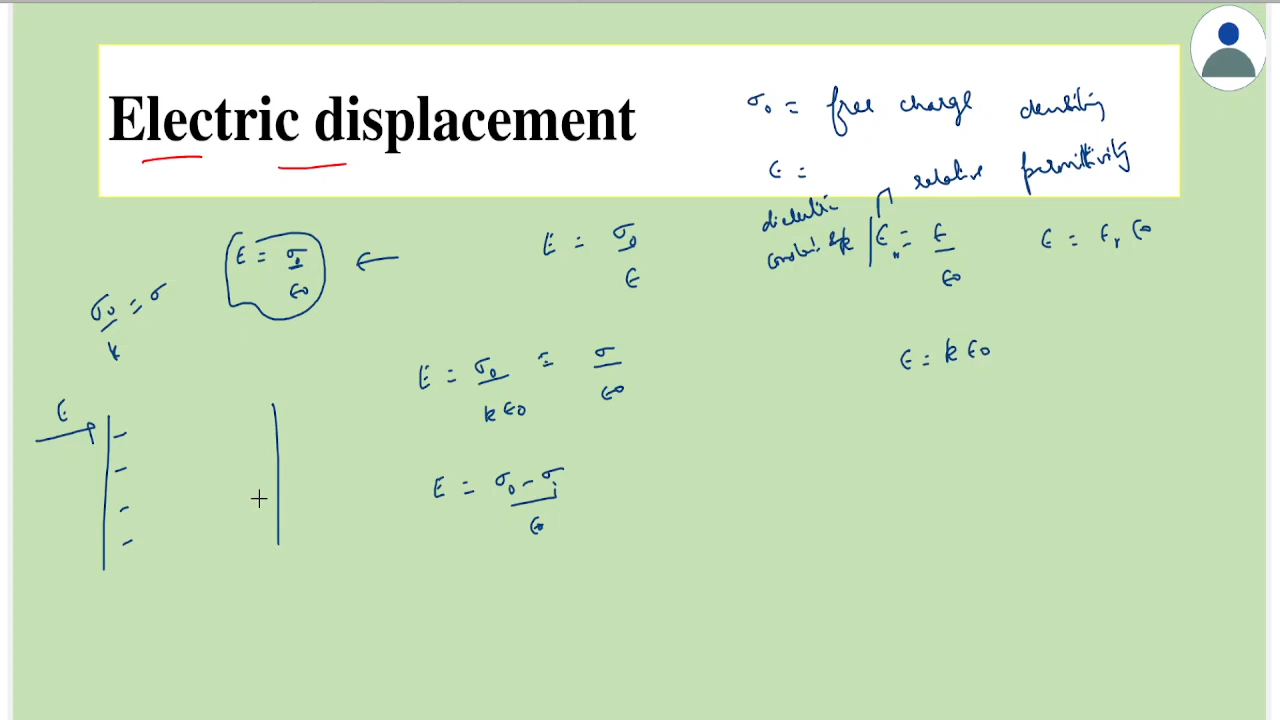 Electric displacement
σ₀ = free charge density
ϵ =
relative permittivity
dielectric
constant
ϵᵣ = ϵ / ϵ₀
ϵ = ϵᵣ ϵ₀
E = σ₀ / ϵ₀ ←
E = σ₀ / ϵ
σ₀ / k = σ
E = σ₀ / kϵ₀ = σ / ϵ₀
ϵ = k ϵ₀
E
E = σ₀ - σᵢ / ϵ₀